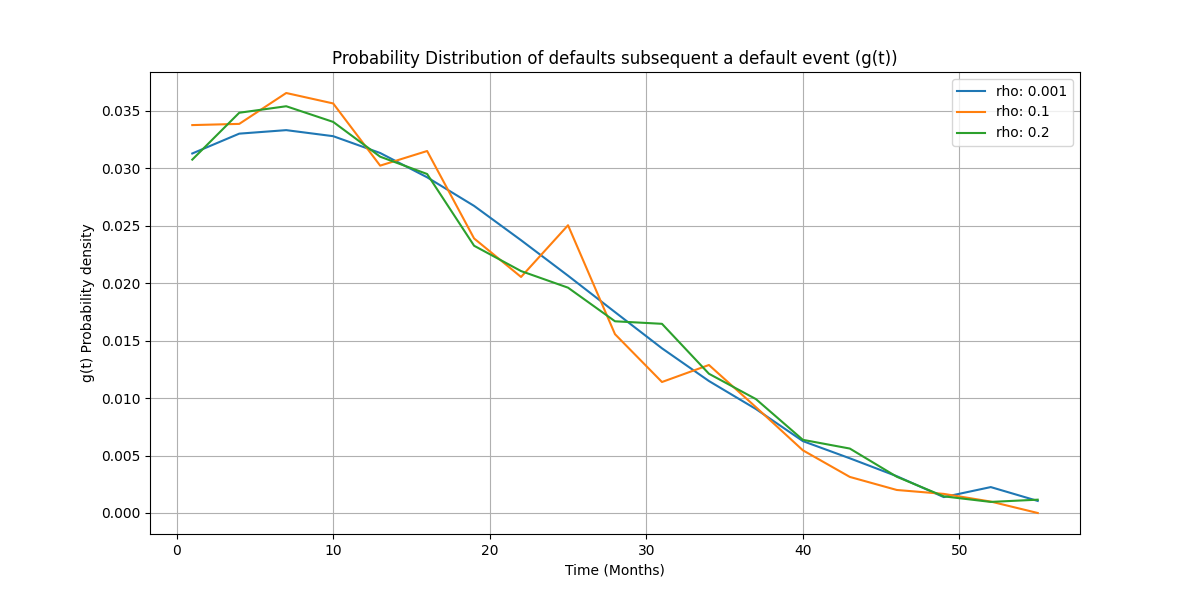 Probability Distribution of defaults subsequent a default event (g(t))
rho: 0.001
rho: 0.1
rho: 0.2
g(t) Probability density
0.035
0.030
0.025
0.020
0.015
0.010
0.005
0.000
0 10 20 30 40 50
Time (Months)